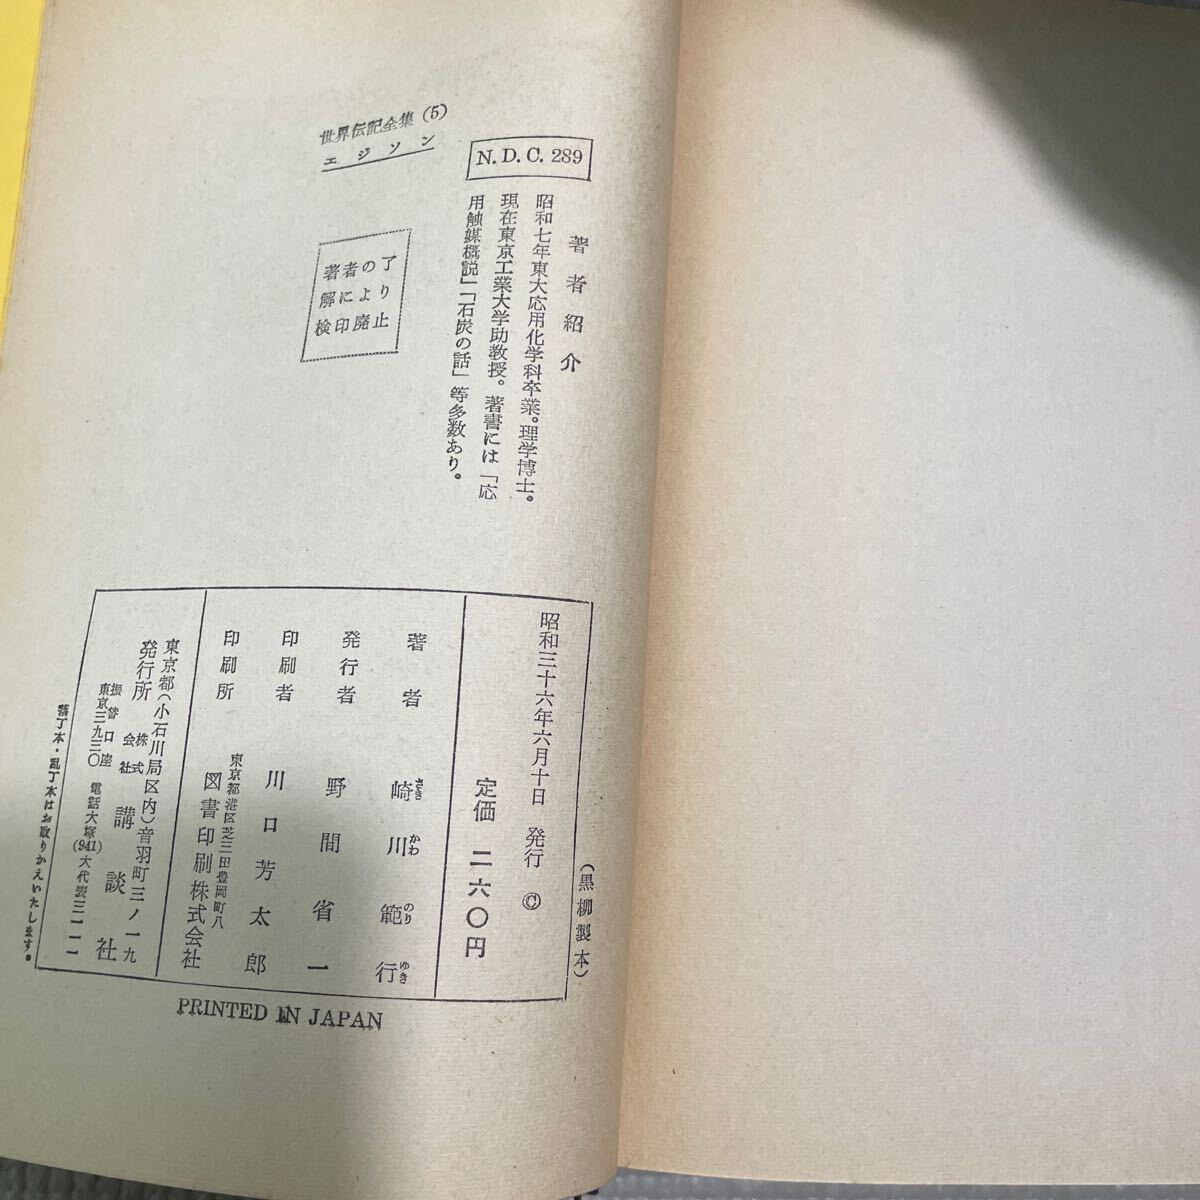 世界伝記全集(5)
エジソン
N. D. C. 289
著者紹介
昭和七年東大応用化学科卒業。理学博士。
現在東京工業大学助教授。著書には「応
用触媒概説」「石炭の話」等多数あり。
著者の了
解により
検印廃止
(黒柳製本)
昭和三十六年六月十日 発行 ©
定価 二六〇円
著者 崎川範行
さき かわ のり ゆき
発行者 野間省一
印刷者 川口芳太郎
東京都港区芝三田豊岡町八
印刷所 図書印刷株式会社
東京都(小石川局区内)音羽町三ノ一九
発行所 株式会社 講談社
振替口座 東京三九三〇 電話大塚(941)大代表三一一一
落丁本・乱丁本はお取りかえいたします。
PRINTED IN JAPAN